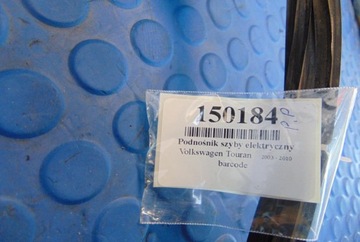 150184
P.P
Podnośnik szyby elektryczny
Volkswagen Touran 2003 - 2010
barcode